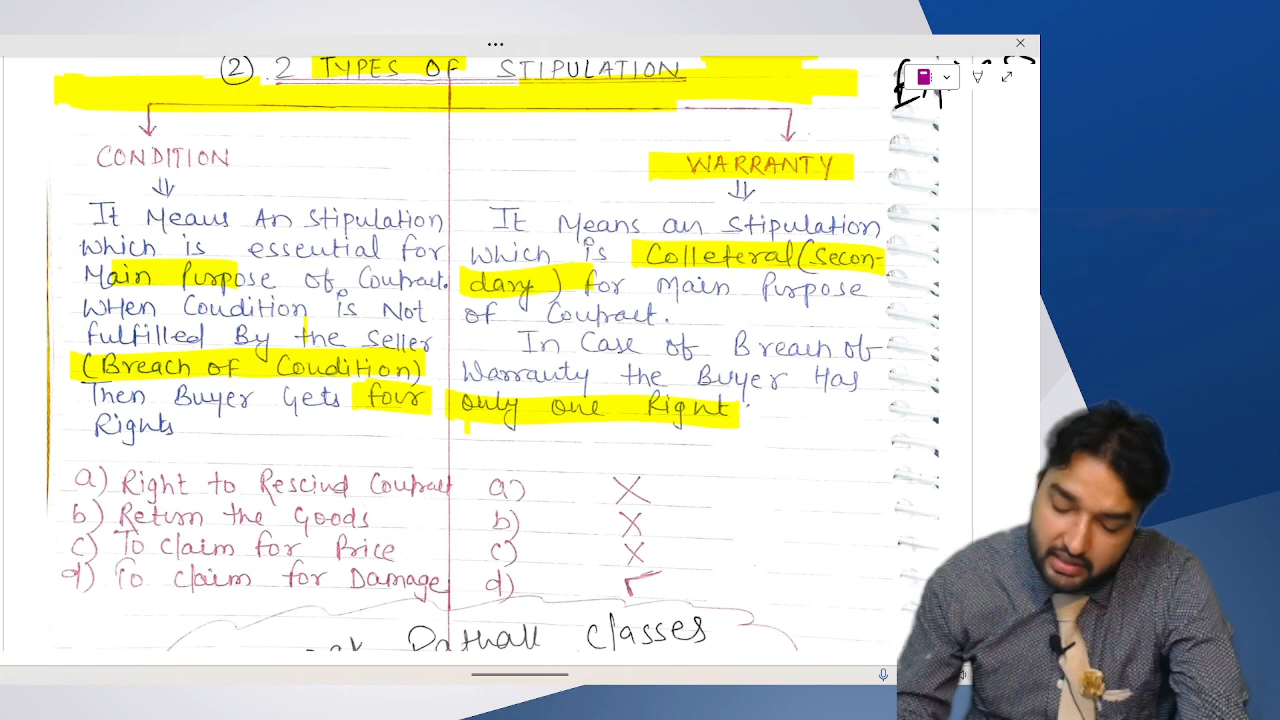 (2). 2 TYPES OF STIPULATION
CONDITION
It Means An Stipulation
which is essential for
Main Purpose of Contract.
WHen Condition is Not
fulfilled By the Seller
(Breach of Condition)
Then Buyer Gets four
Rights
a) Right to Rescind Contract
b) Return the Goods
c) To Claim for Price
d) To claim for Damage
WARRANTY
It Means an Stipulation
which is Colleteral (Secon-
dary) for Main Purpose
of Contract.
In Case of Breach of
Warranty the Buyer Has
only one Right.
a) X
b) X
c) X
d)
Classes